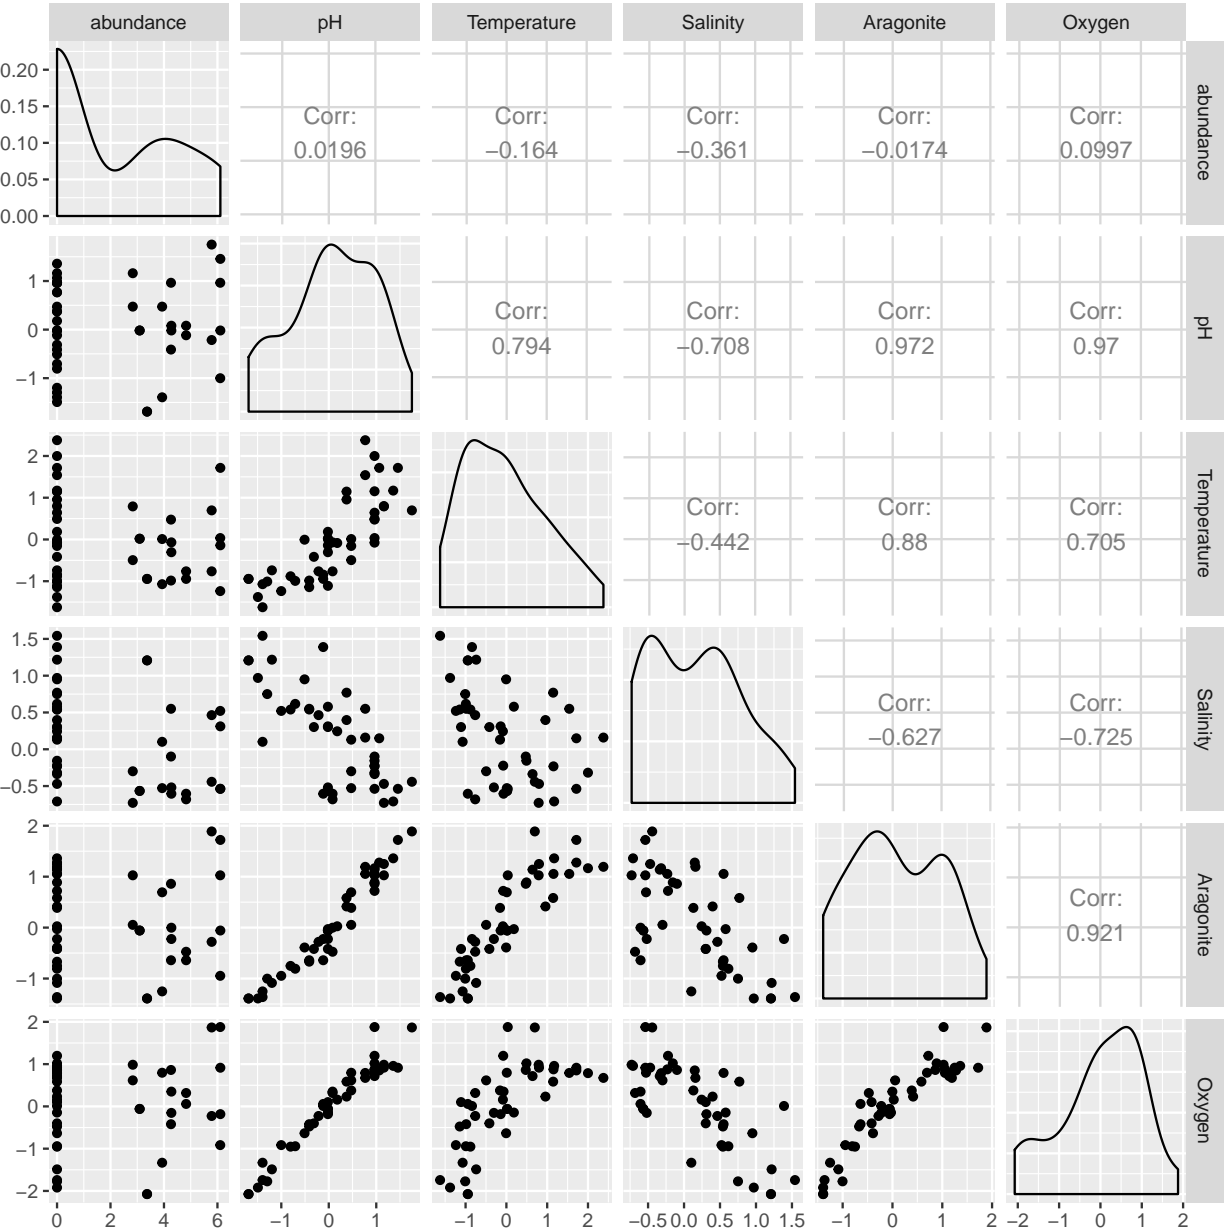 abundance pH Temperature Salinity Aragonite Oxygen
0.20
0.15
0.10
0.05
0.00
Corr:
0.0196
Corr:
−0.164
Corr:
−0.361
Corr:
−0.0174
Corr:
0.0997
abundance
1
0
−1
Corr:
0.794
Corr:
−0.708
Corr:
0.972
Corr:
0.97
pH
2
1
0
−1
Corr:
−0.442
Corr:
0.88
Corr:
0.705
Temperature
1.5
1.0
0.5
0.0
−0.5
Corr:
−0.627
Corr:
−0.725
Salinity
2
1
0
−1
Corr:
0.921
Aragonite
2
1
0
−1
−2
Oxygen
0 2 4 6 −1 0 1 −1 0 1 2 −0.5 0.0 0.5 1.0 1.5 −1 0 1 2 −2 −1 0 1 2